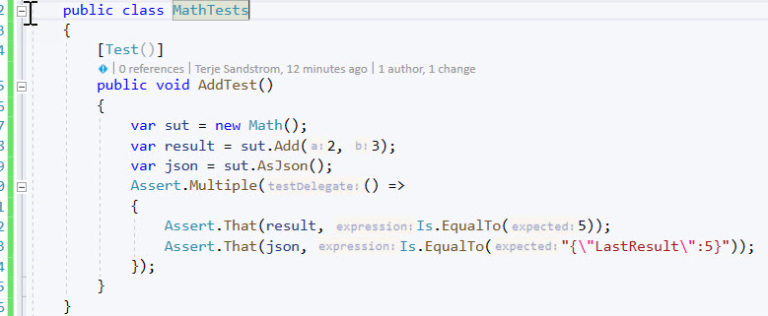 2 public class MathTests
3 {
4 [Test()]
| 0 references | Terje Sandstrom, 12 minutes ago | 1 author, 1 change
5 public void AddTest()
6 {
7 var sut = new Math();
8 var result = sut.Add(a: 2, b: 3);
9 var json = sut.AsJson();
0 Assert.Multiple(testDelegate: () =>
1 {
2 Assert.That(result, expression: Is.EqualTo(expected: 5));
3 Assert.That(json, expression: Is.EqualTo(expected: "{\"LastResult\":5}"));
4 });
5 }
6 }